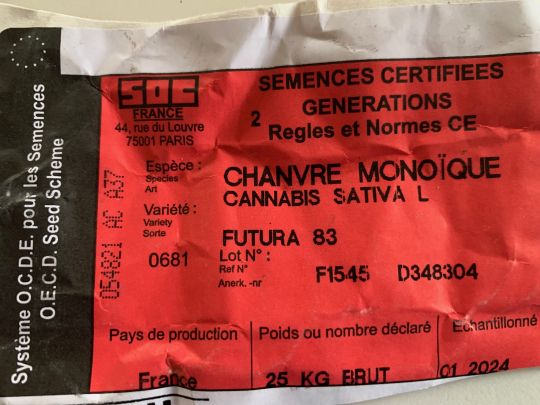 Système O.C.D.E. pour les Semences
O.E.C.D. Seed Scheme
054821 AC A37
SOC
FRANCE
44, rue du Louvre
75001 PARIS
SEMENCES CERTIFIEES
2 GENERATIONS
Regles et Normes CE
Espèce :
Species
Art
CHANVRE MONOÏQUE
CANNABIS SATIVA L
Variété :
Variety
Sorte
FUTURA 83
0681
Lot N° :
Ref N°
Anerk. -nr
F1545 D348304
Pays de production
France
Poids ou nombre déclaré
25 KG BRUT
Echantillonné
01 2024